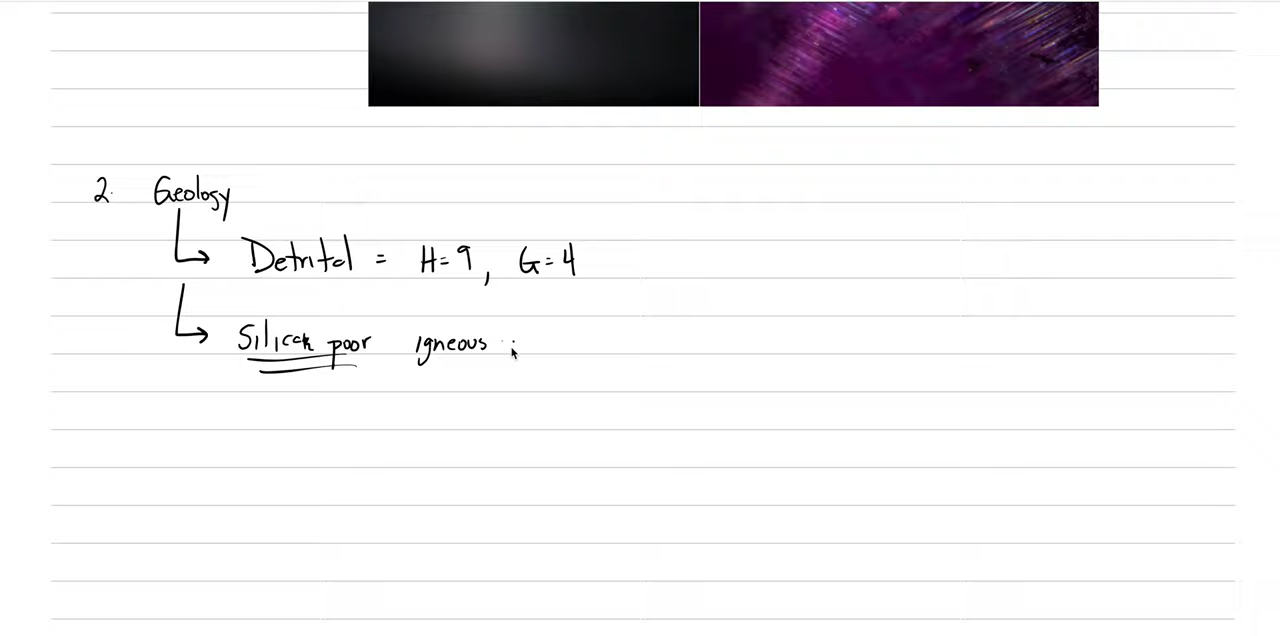 2. Geology
Detrital = H=9, G=4
Silica poor igneous